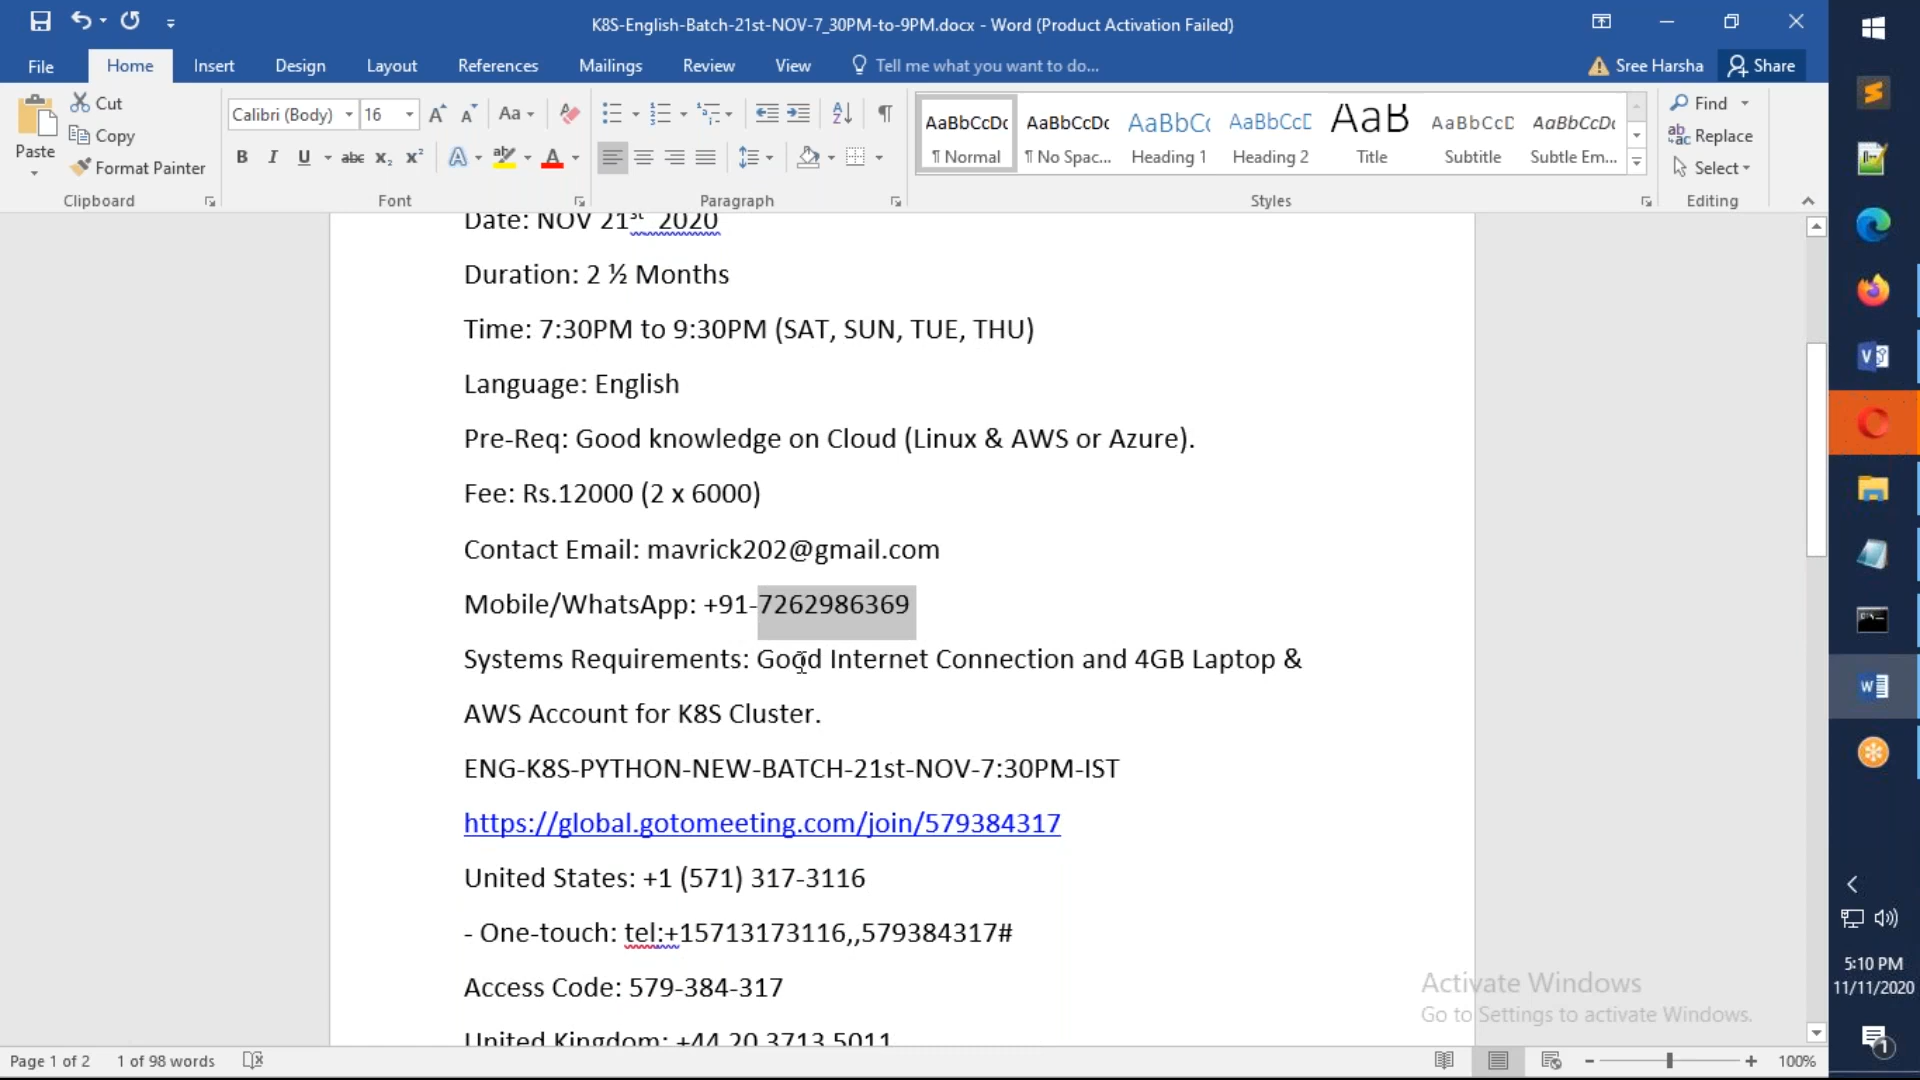 K8S-English-Batch-21st-NOV-7_30PM-to-9PM.docx - Word (Product Activation Failed)
File Home Insert Design Layout References Mailings Review View Tell me what you want to do... Sree Harsha Share
Cut
Copy
Format Painter
Paste
Clipboard
Calibri (Body) 16
Font
Paragraph
AaBbCcDc AaBbCcDc AaBbC AaBbCcD AaB AaBbCcD AaBbCcDc
¶ Normal ¶ No Spac... Heading 1 Heading 2 Title Subtitle Subtle Em...
Styles
Find
Replace
Select
Editing
Date: NOV 21st 2020
Duration: 2 ½ Months
Time: 7:30PM to 9:30PM (SAT, SUN, TUE, THU)
Language: English
Pre-Req: Good knowledge on Cloud (Linux & AWS or Azure).
Fee: Rs.12000 (2 x 6000)
Contact Email: mavrick202@gmail.com
Mobile/WhatsApp: +91-7262986369
Systems Requirements: Good Internet Connection and 4GB Laptop &
AWS Account for K8S Cluster.
ENG-K8S-PYTHON-NEW-BATCH-21st-NOV-7:30PM-IST
https://global.gotomeeting.com/join/579384317
United States: +1 (571) 317-3116
- One-touch: tel:+15713173116,,579384317#
Access Code: 579-384-317
United Kingdom: +44 20 3713 5011
Activate Windows
Go to Settings to activate Windows.
Page 1 of 2 1 of 98 words 100%
5:10 PM
11/11/2020
1